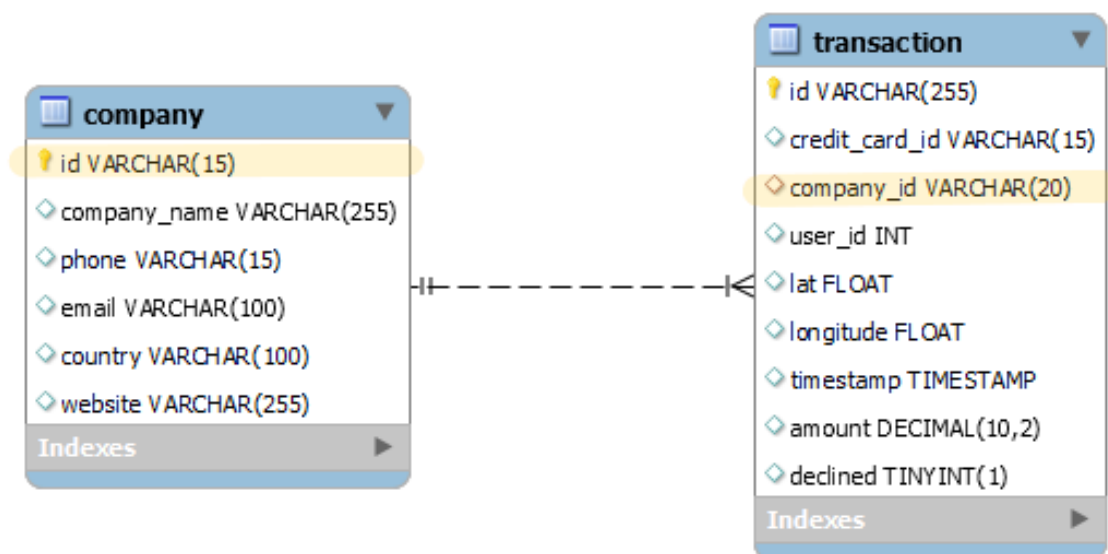 company
id VARCHAR(15)
company_name VARCHAR(255)
phone VARCHAR(15)
email VARCHAR(100)
country VARCHAR(100)
website VARCHAR(255)
Indexes
transaction
id VARCHAR(255)
credit_card_id VARCHAR(15)
company_id VARCHAR(20)
user_id INT
lat FLOAT
longitude FLOAT
timestamp TIMESTAMP
amount DECIMAL(10,2)
declined TINYINT(1)
Indexes